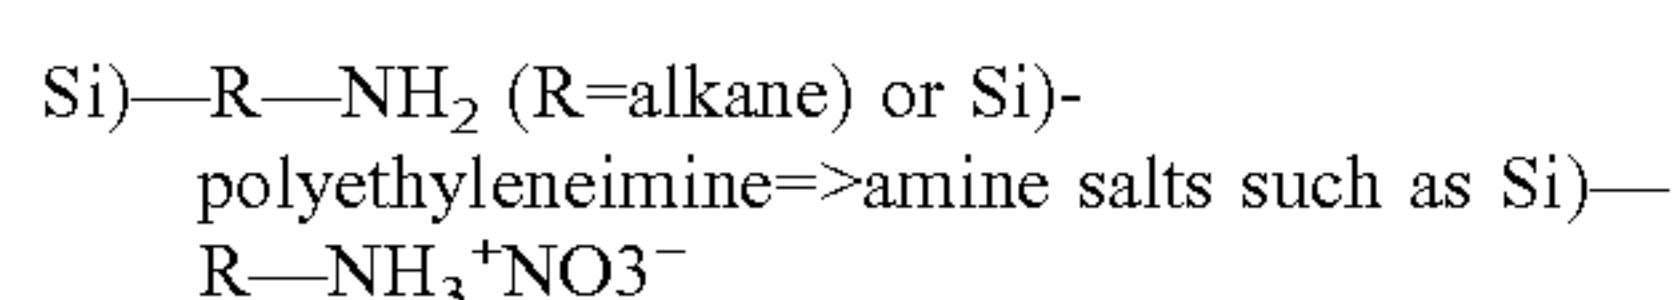 Si)—R—NH₂ (R=alkane) or Si)-
polyethyleneimine=>amine salts such as Si)—
R—NH₃⁺NO3⁻